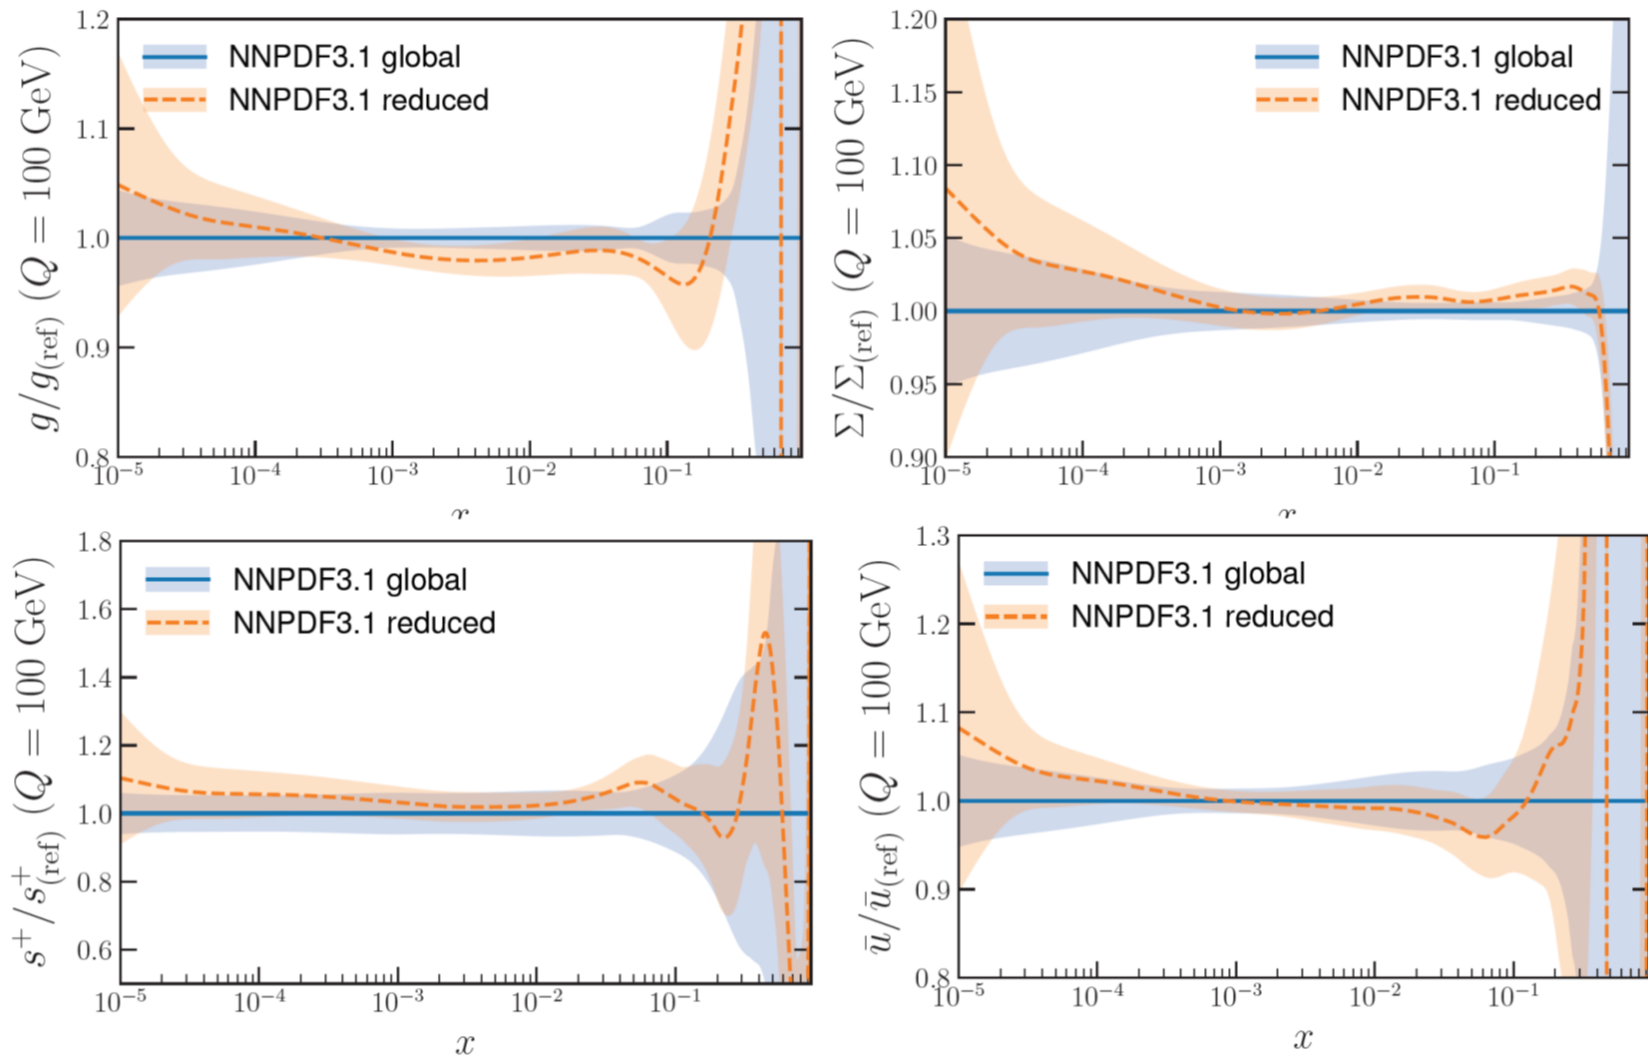 g/g(ref) (Q = 100 GeV)
1.2
1.1
1.0
0.9
0.8
NNPDF3.1 global
NNPDF3.1 reduced
10⁻⁵ 10⁻⁴ 10⁻³ 10⁻² 10⁻¹
Σ/Σ(ref) (Q = 100 GeV)
1.20
1.15
1.10
1.05
1.00
0.95
0.90
NNPDF3.1 global
NNPDF3.1 reduced
10⁻⁵ 10⁻⁴ 10⁻³ 10⁻² 10⁻¹
s⁺/s⁺(ref) (Q = 100 GeV)
1.8
1.6
1.4
1.2
1.0
0.8
0.6
NNPDF3.1 global
NNPDF3.1 reduced
10⁻⁵ 10⁻⁴ 10⁻³ 10⁻² 10⁻¹
x
ū/ū(ref) (Q = 100 GeV)
1.3
1.2
1.1
1.0
0.9
0.8
NNPDF3.1 global
NNPDF3.1 reduced
10⁻⁵ 10⁻⁴ 10⁻³ 10⁻² 10⁻¹
x